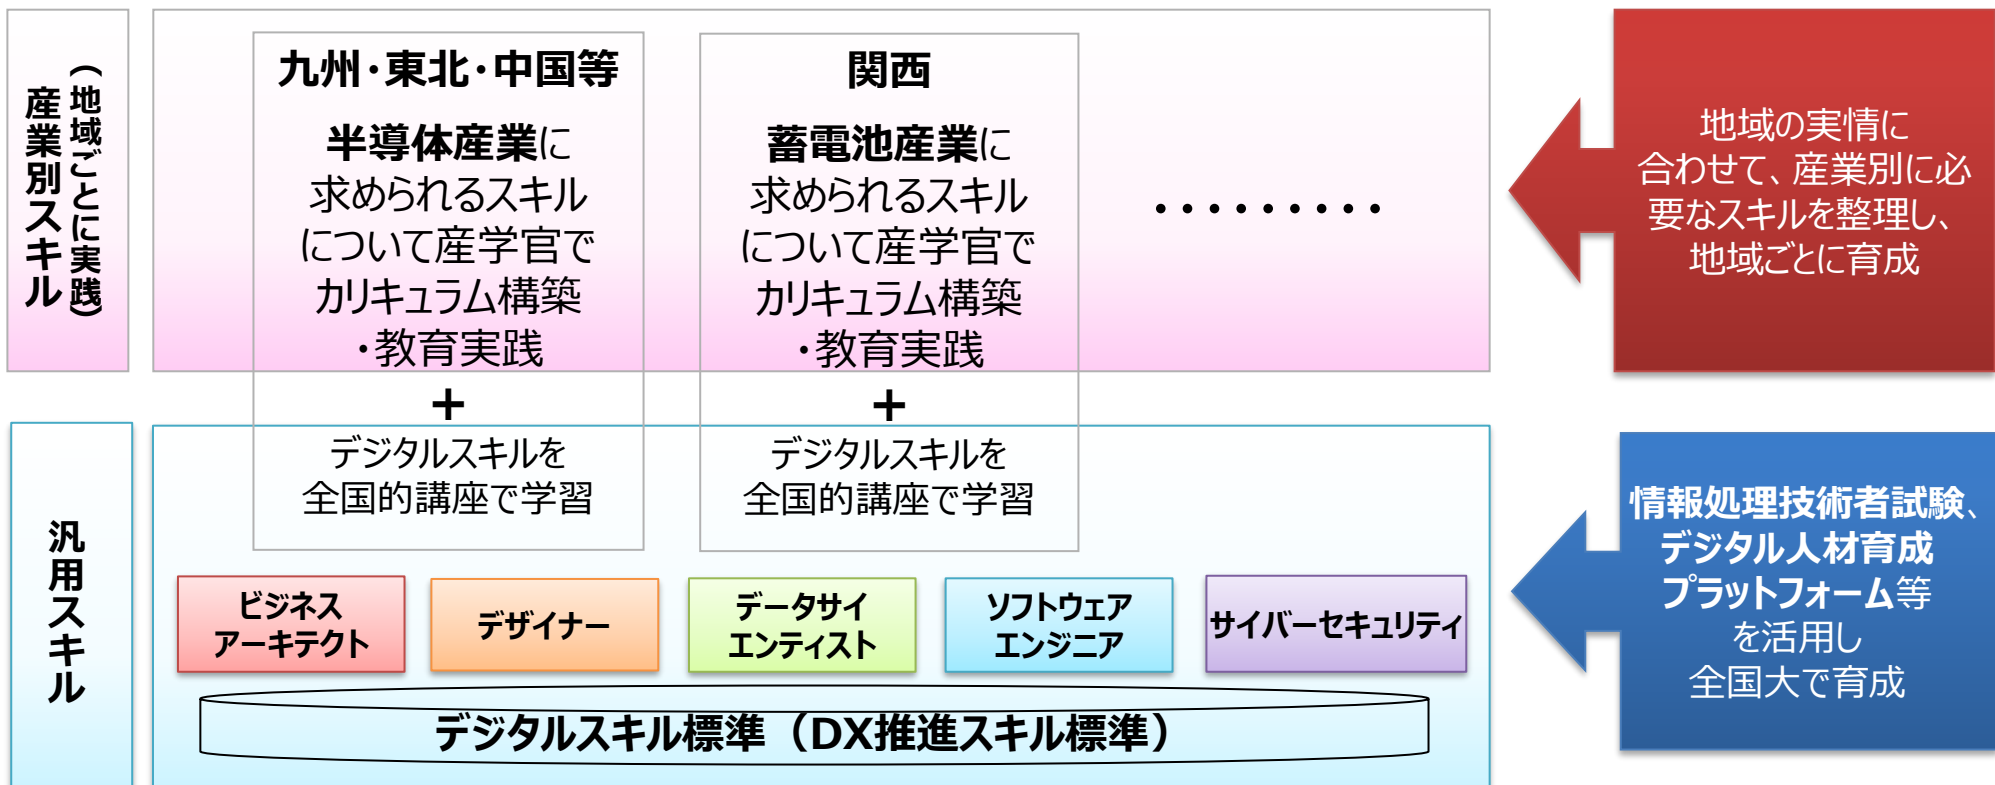 産業別スキル
（地域ごとに実践）
九州・東北・中国等
半導体産業に
求められるスキル
について産学官で
カリキュラム構築
・教育実践
+
デジタルスキルを
全国的講座で学習
関西
蓄電池産業に
求められるスキル
について産学官で
カリキュラム構築
・教育実践
+
デジタルスキルを
全国的講座で学習
・・・・・・・・・
地域の実情に
合わせて、産業別に必
要なスキルを整理し、
地域ごとに育成
汎用スキル
ビジネス
アーキテクト
デザイナー
データサイ
エンティスト
ソフトウェア
エンジニア
サイバーセキュリティ
デジタルスキル標準（DX推進スキル標準）
情報処理技術者試験、
デジタル人材育成
プラットフォーム等
を活用し
全国大で育成